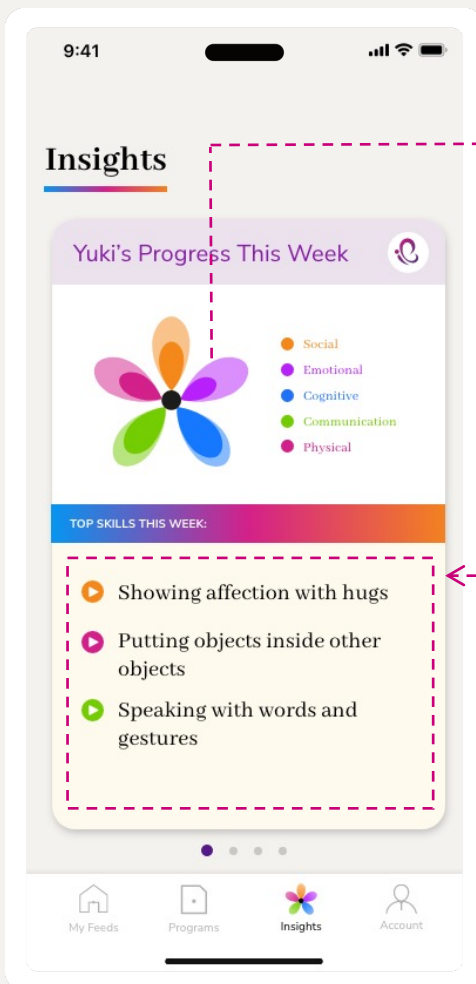 9:41
Insights
Yuki’s Progress This Week
Social
Emotional
Cognitive
Communication
Physical
TOP SKILLS THIS WEEK:
Showing affection with hugs
Putting objects inside other
objects
Speaking with words and
gestures
My Feeds
Programs
Insights
Account